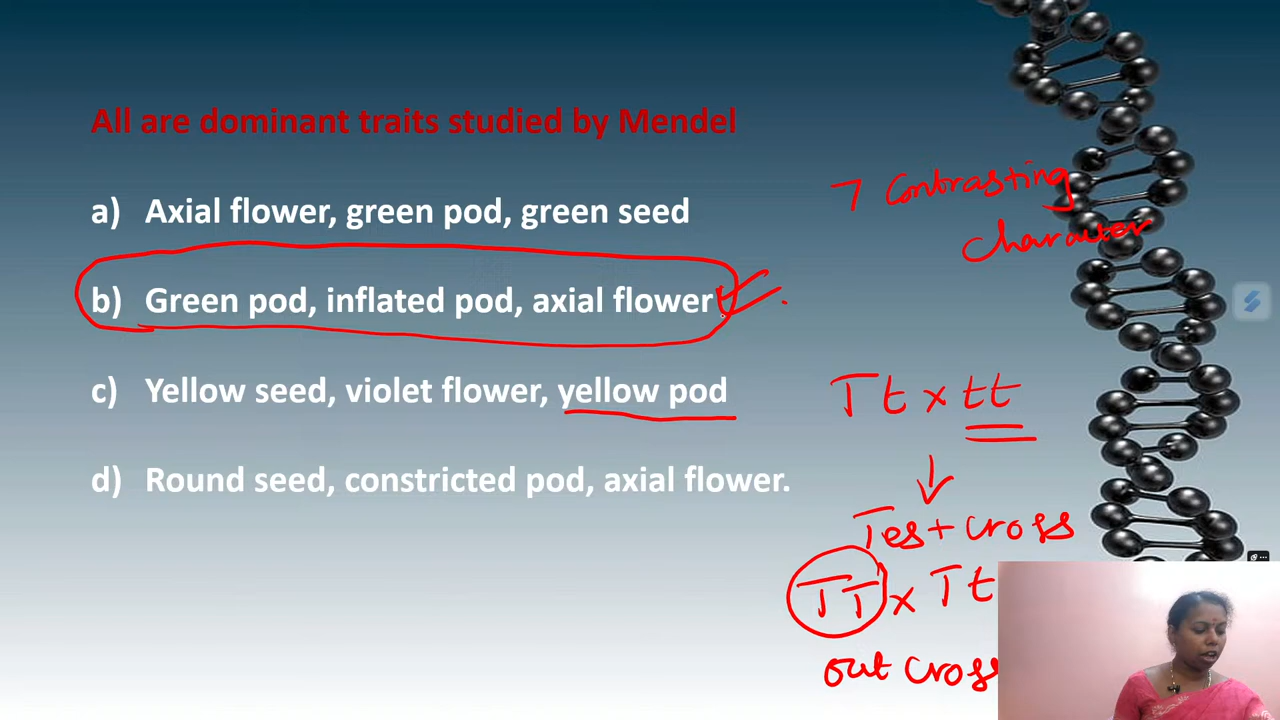 All are dominant traits studied by Mendel
a) Axial flower, green pod, green seed
7 Contrasting
character
b) Green pod, inflated pod, axial flower
c) Yellow seed, violet flower, yellow pod
Tt x tt
d) Round seed, constricted pod, axial flower.
Test cross
TT x Tt
out cross